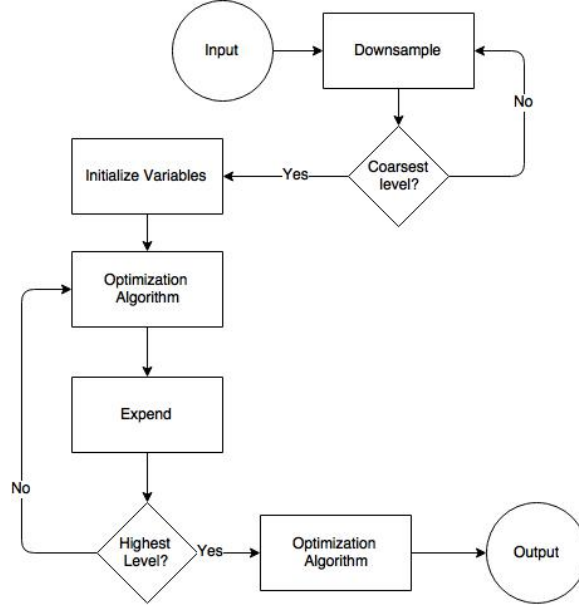 Input
Downsample
No
Coarsest
level?
Yes
Initialize Variables
Optimization
Algorithm
Expend
No
Highest
Level?
Yes
Optimization
Algorithm
Output